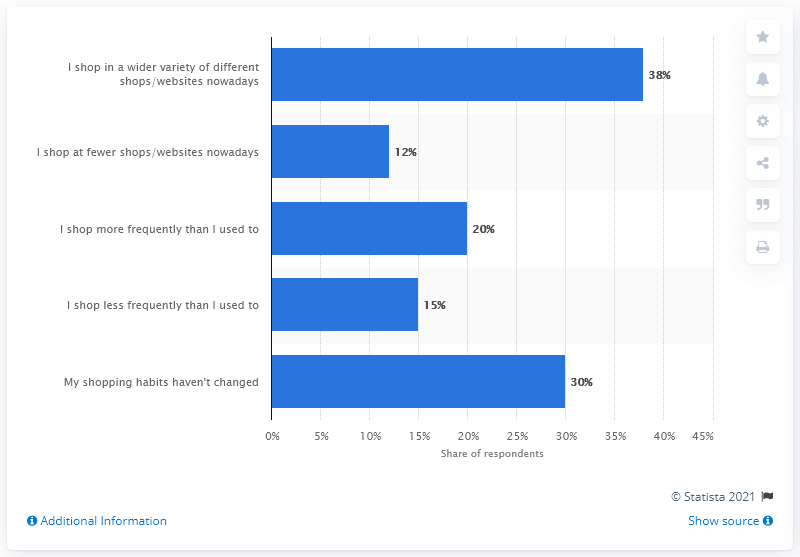 I shop in a wider variety of different
shops/websites nowadays
38%
I shop at fewer shops/websites nowadays
12%
I shop more frequently than I used to
20%
I shop less frequently than I used to
15%
My shopping habits haven't changed
30%
0% 5% 10% 15% 20% 25% 30% 35% 40% 45%
Share of respondents
© Statista 2021
Additional Information
Show source